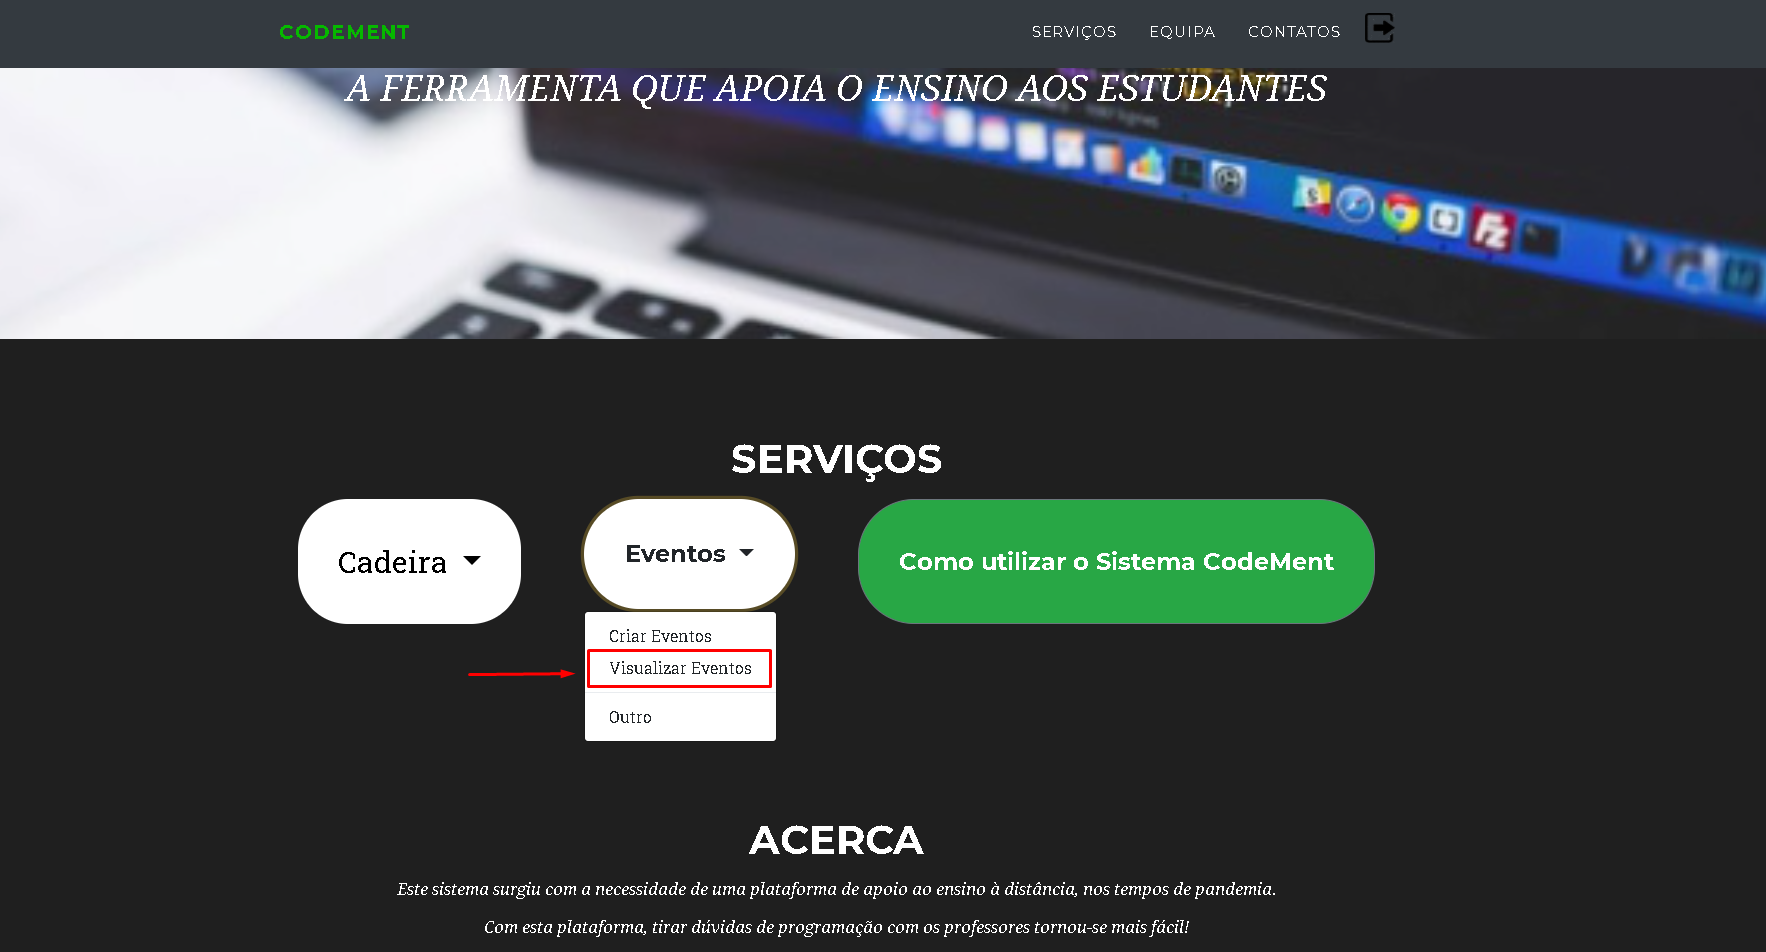 CODEMENT
SERVIÇOS EQUIPA CONTATOS
A FERRAMENTA QUE APOIA O ENSINO AOS ESTUDANTES
SERVIÇOS
Cadeira
Eventos
Como utilizar o Sistema CodeMent
Criar Eventos
Visualizar Eventos
Outro
ACERCA
Este sistema surgiu com a necessidade de uma plataforma de apoio ao ensino à distância, nos tempos de pandemia.
Com esta plataforma, tirar dúvidas de programação com os professores tornou-se mais fácil!